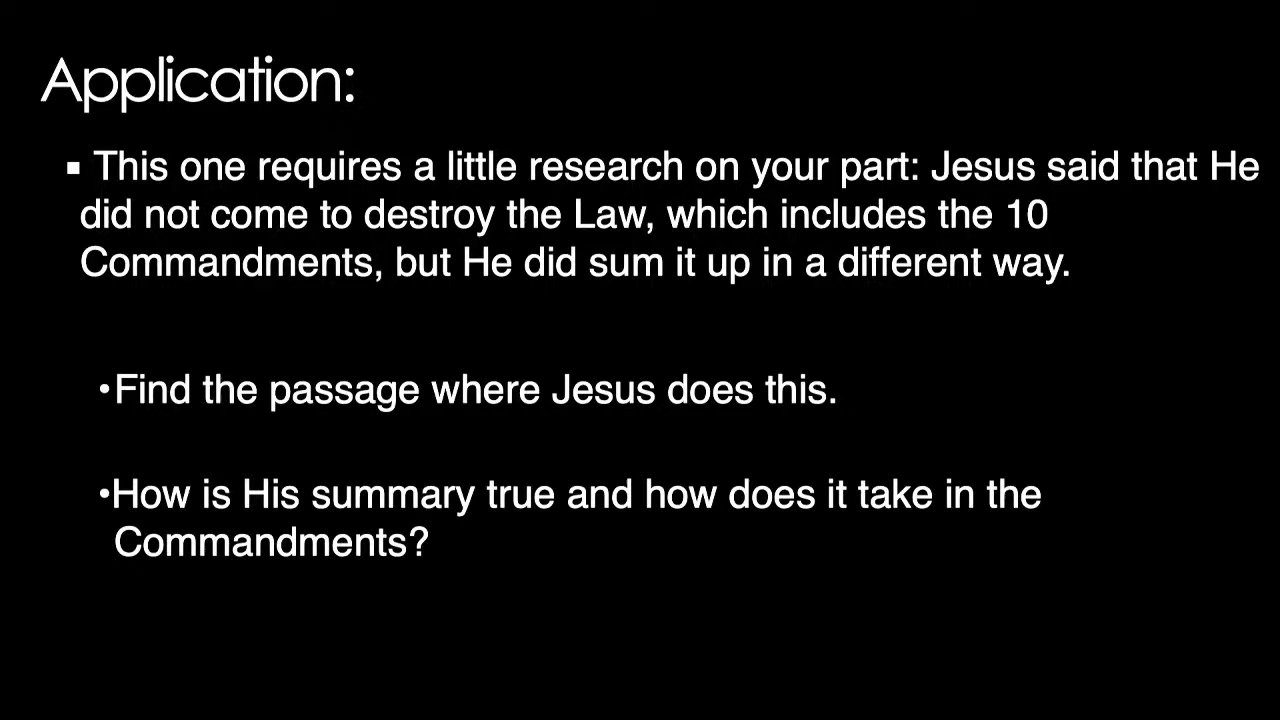 Application:
▪ This one requires a little research on your part: Jesus said that He
did not come to destroy the Law, which includes the 10
Commandments, but He did sum it up in a different way.
•Find the passage where Jesus does this.
•How is His summary true and how does it take in the
Commandments?